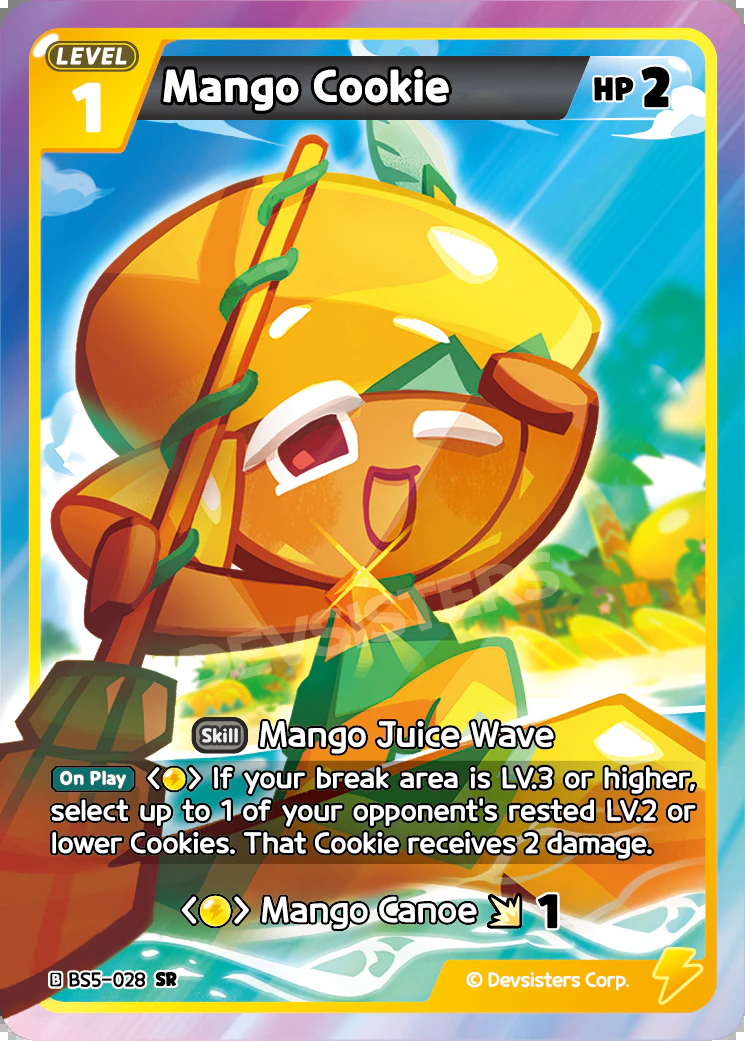 LEVEL
1
Mango Cookie
HP 2
DEVSISTERS
DEVSISTERS
Skill Mango Juice Wave
On Play < > If your break area is LV.3 or higher,
select up to 1 of your opponent's rested LV.2 or
lower Cookies. That Cookie receives 2 damage.
< > Mango Canoe 1
B BS5-028 SR
© Devsisters Corp.